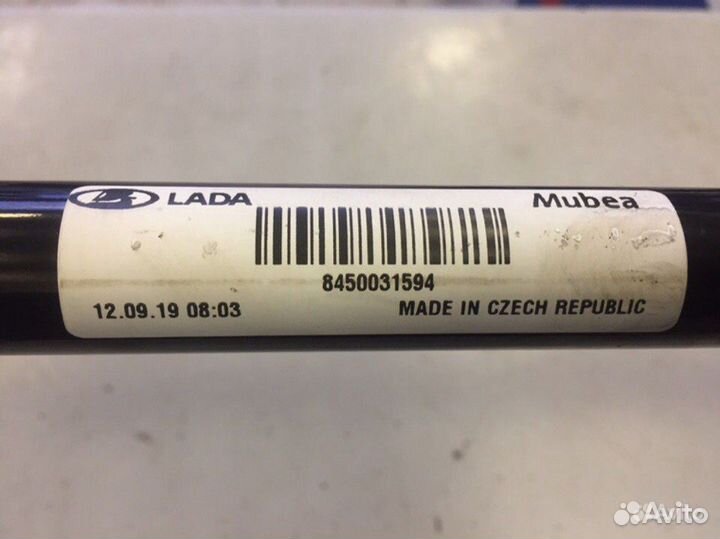 LADA Mubea
8450031594
12.09.19 08:03 MADE IN CZECH REPUBLIC
Avito